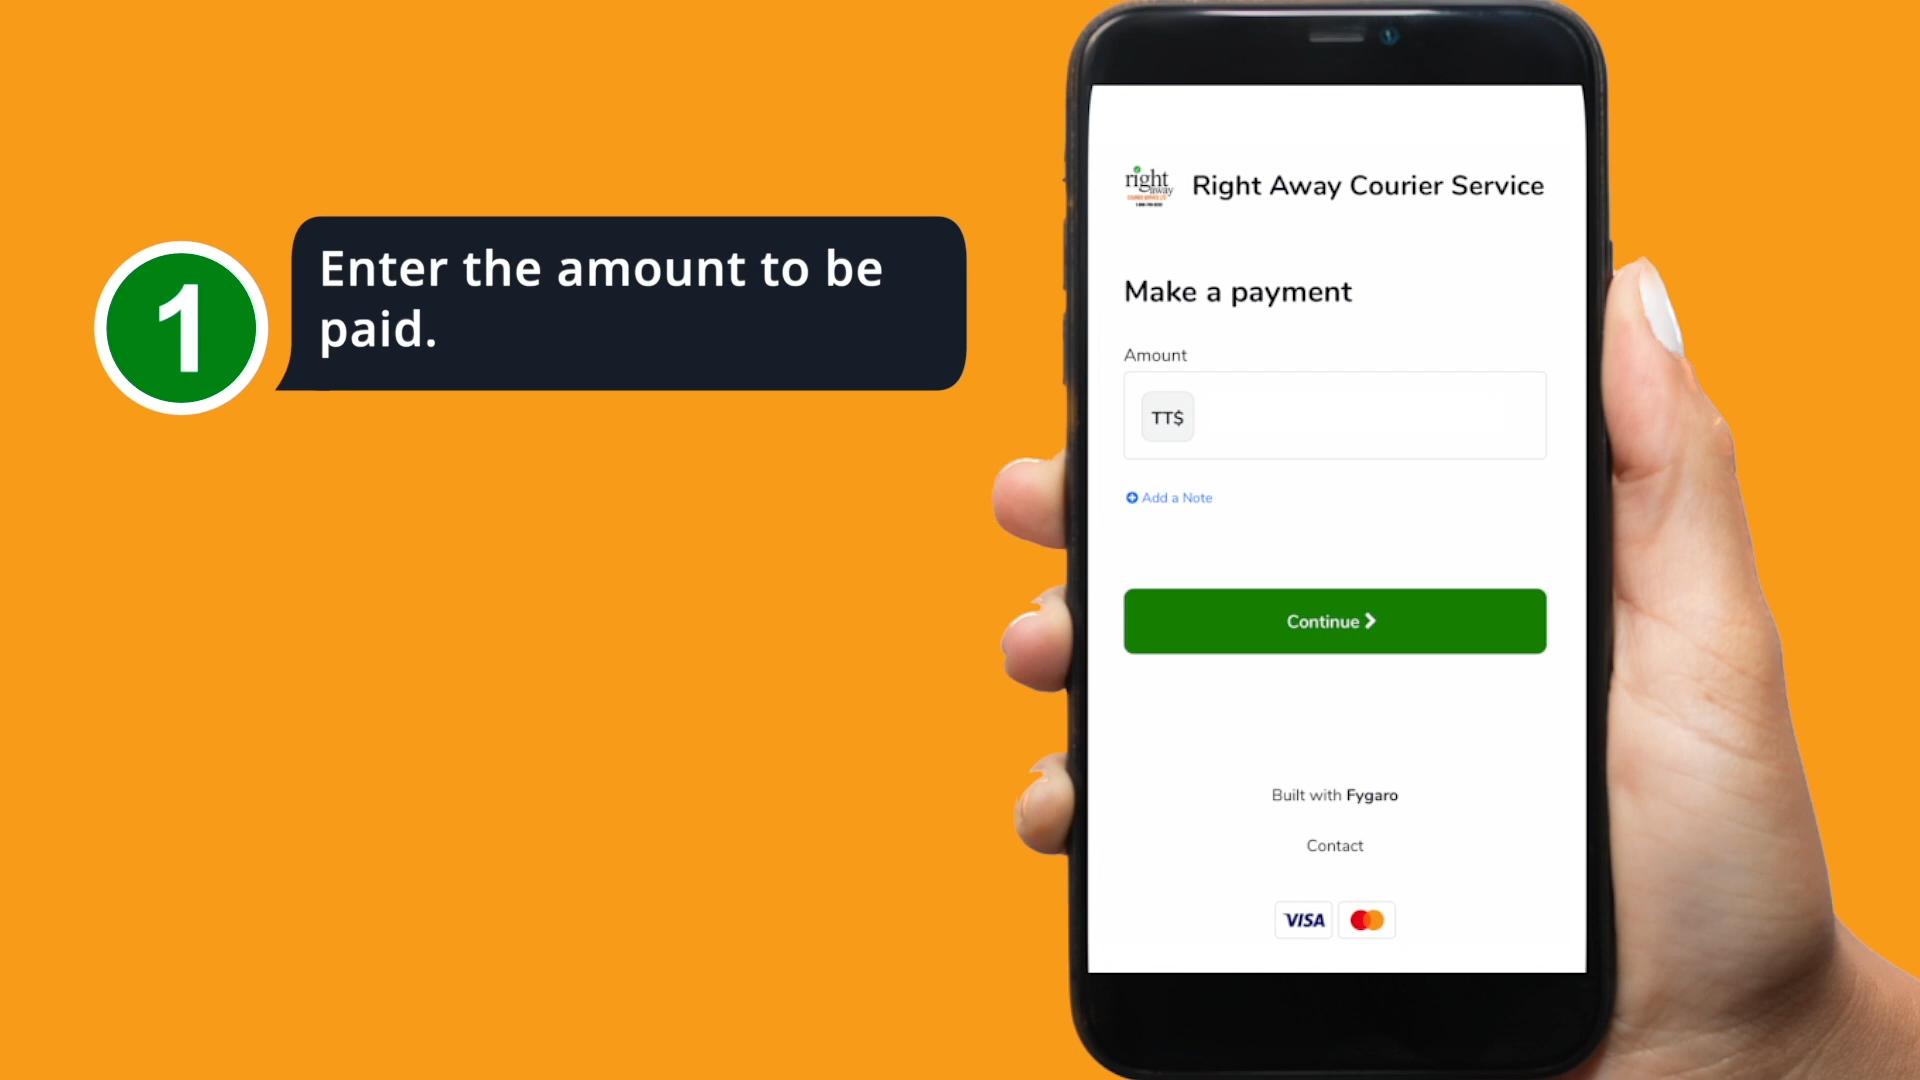 1
Enter the amount to be
paid.
right
away
Right Away Courier Service
Make a payment
Amount
TT$
Add a Note
Continue
Built with Fygaro
Contact
VISA